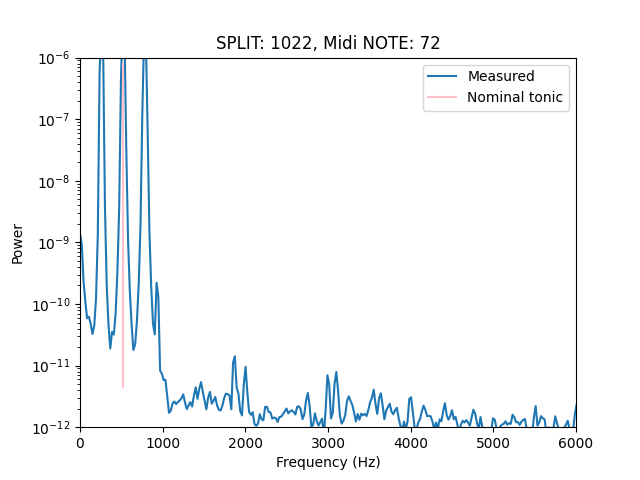 SPLIT: 1022, Midi NOTE: 72
Measured
Nominal tonic
Power
10⁻⁶
10⁻⁷
10⁻⁸
10⁻⁹
10⁻¹⁰
10⁻¹¹
10⁻¹²
0 1000 2000 3000 4000 5000 6000
Frequency (Hz)